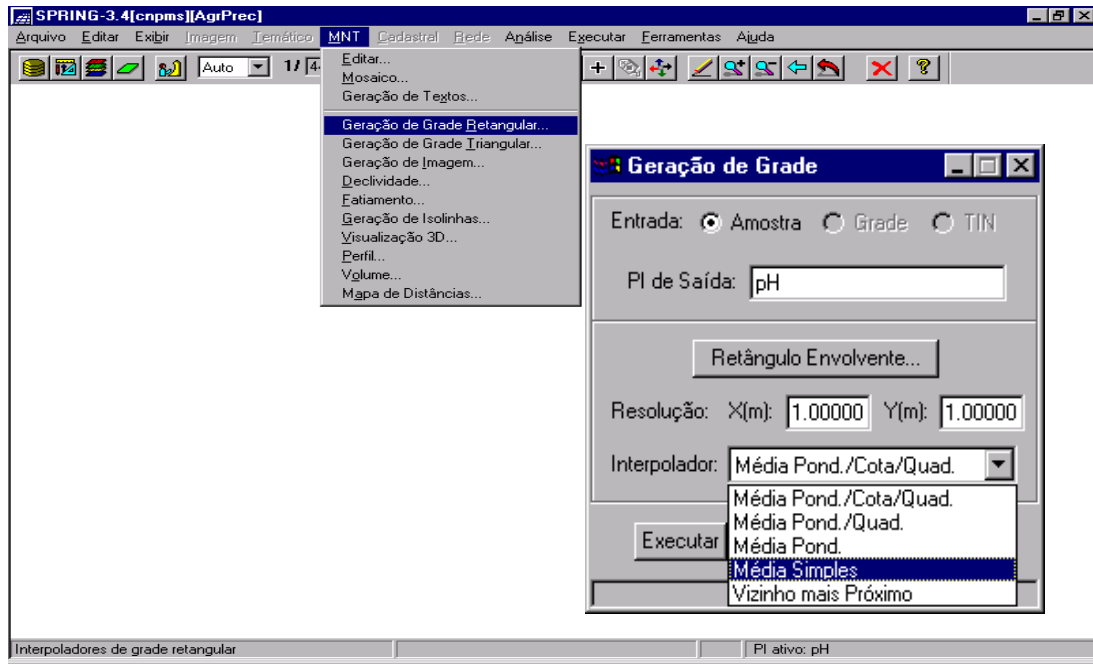 SPRING-3.4[cnpms][AgrPrec]
Arquivo Editar Exibir Imagem Temático MNT Cadastral Rede Análise Executar Ferramentas Ajuda
Auto 1/ 4
Editar...
Mosaico...
Geração de Textos...
Geração de Grade Retangular...
Geração de Grade Triangular...
Geração de Imagem...
Declividade...
Fatiamento...
Geração de Isolinhas...
Visualização 3D...
Perfil...
Volume...
Mapa de Distâncias...
Geração de Grade
Entrada: Amostra Grade TIN
PI de Saída: pH
Retângulo Envolvente...
Resolução: X(m): 1.00000 Y(m): 1.00000
Interpolador: Média Pond./Cota/Quad.
Média Pond./Cota/Quad.
Média Pond./Quad.
Executar Média Pond.
Média Simples
Vizinho mais Próximo
Interpoladores de grade retangular PI ativo: pH